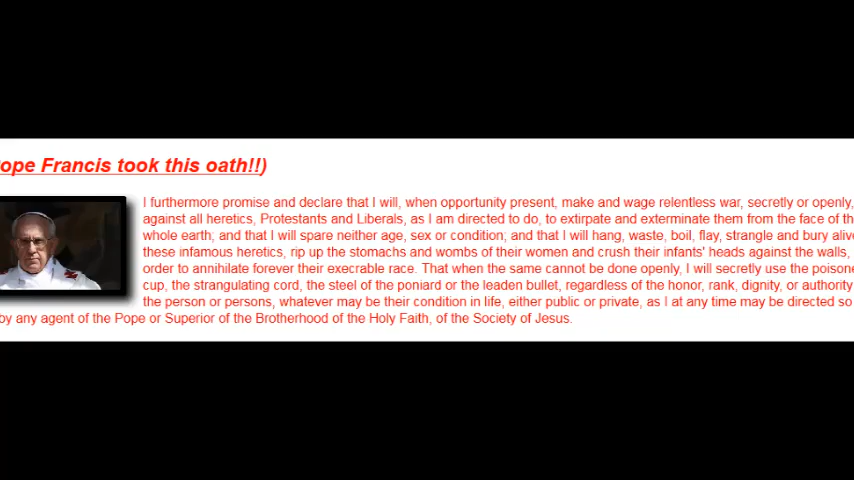 ope Francis took this oath!!)
I furthermore promise and declare that I will, when opportunity present, make and wage relentless war, secretly or openly,
against all heretics, Protestants and Liberals, as I am directed to do, to extirpate and exterminate them from the face of th
whole earth; and that I will spare neither age, sex or condition; and that I will hang, waste, boil, flay, strangle and bury alive
these infamous heretics, rip up the stomachs and wombs of their women and crush their infants' heads against the walls,
order to annihilate forever their execrable race. That when the same cannot be done openly, I will secretly use the poisone
cup, the strangulating cord, the steel of the poniard or the leaden bullet, regardless of the honor, rank, dignity, or authority
the person or persons, whatever may be their condition in life, either public or private, as I at any time may be directed so
by any agent of the Pope or Superior of the Brotherhood of the Holy Faith, of the Society of Jesus.